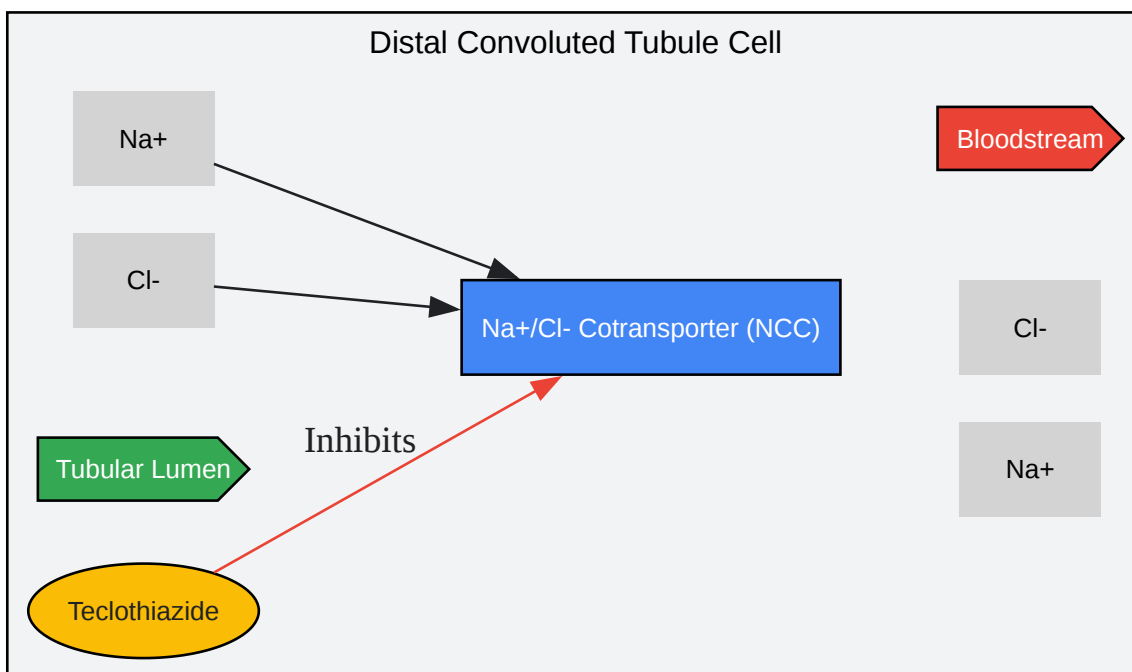 Distal Convoluted Tubule Cell
Na+
Bloodstream
Cl-
Na+/Cl- Cotransporter (NCC)
Cl-
Inhibits
Tubular Lumen
Na+
Teclothiazide